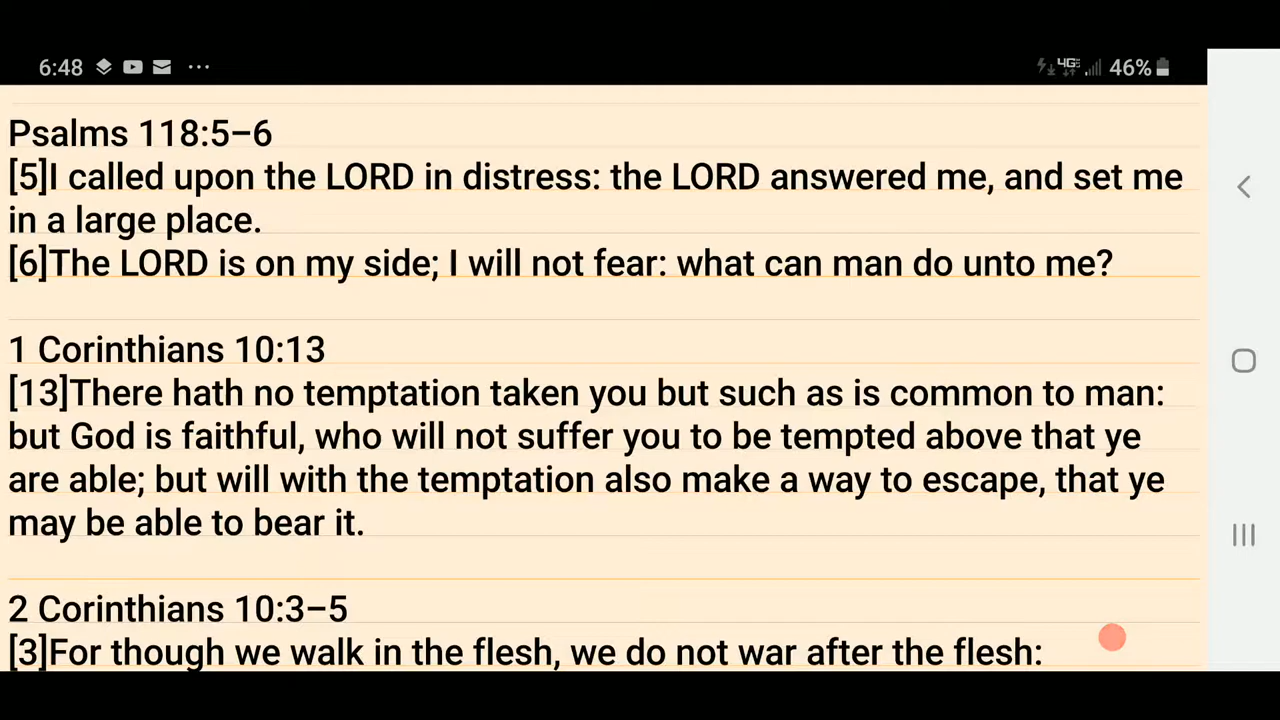 6:48 46%
4GE
Psalms 118:5–6
[5]I called upon the LORD in distress: the LORD answered me, and set me
in a large place.
[6]The LORD is on my side; I will not fear: what can man do unto me?
1 Corinthians 10:13
[13]There hath no temptation taken you but such as is common to man:
but God is faithful, who will not suffer you to be tempted above that ye
are able; but will with the temptation also make a way to escape, that ye
may be able to bear it.
2 Corinthians 10:3–5
[3]For though we walk in the flesh, we do not war after the flesh: